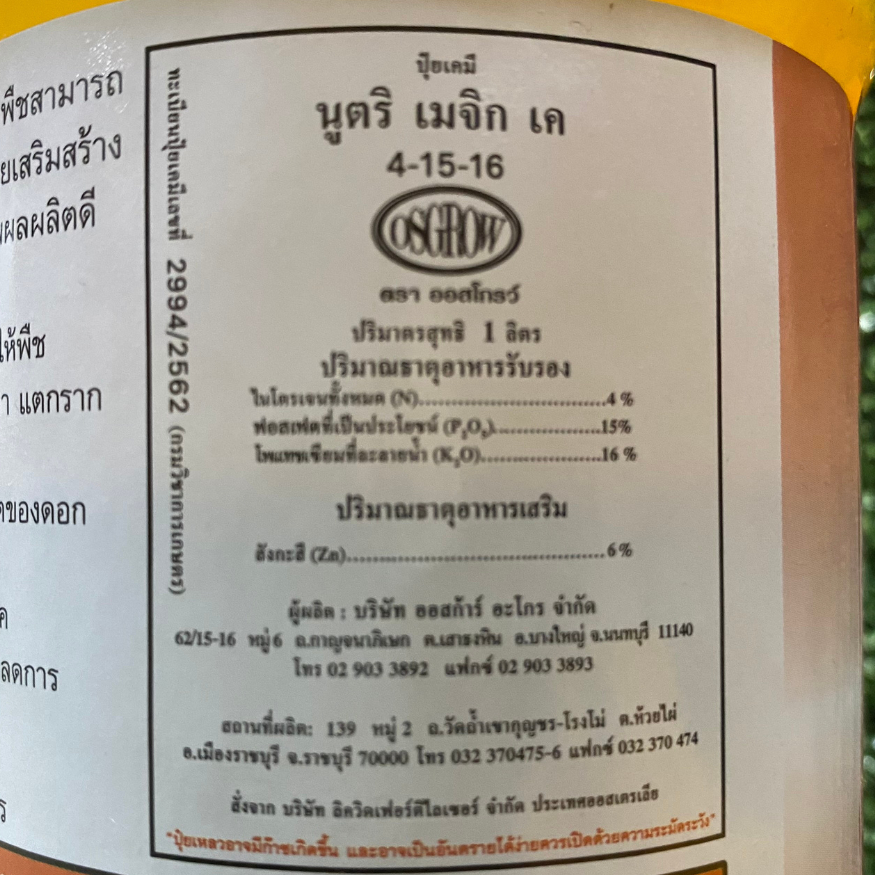 พืชสามารถ
ยเสริมสร้าง
ผลผลิตดี
ให้พืช
แตกราก
ของดอก
ค
ลดการ
ร
ทะเบียนปุ๋ยเคมีเลขที่ 2994/2562 (กรมวิชาการเกษตร)
ปุ๋ยเคมี
นูตริ เมจิก เค
4-15-16
OSGROW
ตรา ออสโกรว์
ปริมาตรสุทธิ 1 ลิตร
ปริมาณธาตุอาหารรับรอง
ไนโตรเจนทั้งหมด (N)..............................4 %
ฟอสเฟตที่เป็นประโยชน์ (P₂O₅)..................15%
โพแทซเซียมที่ละลายน้ำ (K₂O)....................16 %
ปริมาณธาตุอาหารเสริม
สังกะสี (Zn)..........................................6%
ผู้ผลิต : บริษัท ออสก้าร์ อะโกร จำกัด
62/15-16 หมู่ 6 ถ.กาญจนาภิเษก ต.เสาธงหิน อ.บางใหญ่ จ.นนทบุรี 11140
โทร 02 903 3892 แฟกซ์ 02 903 3893
สถานที่ผลิต: 139 หมู่ 2 ถ.วัดถ้ำเขากูญชร-โรงโม่ ต.ห้วยไผ่
อ.เมืองราชบุรี จ.ราชบุรี 70000 โทร 032 370475-6 แฟกซ์ 032 370 474
สั่งจาก บริษัท ลิควิดเฟอร์ติไลเซอร์ จำกัด ประเทศออสเตรเลีย
"ปุ๋ยเหลวอาจมีก๊าซเกิดขึ้น และอาจเป็นอันตรายได้ง่ายควรเปิดด้วยความระมัดระวัง"